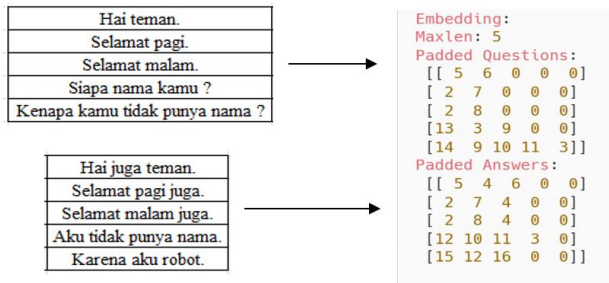 Hai teman.
Selamat pagi.
Selamat malam.
Siapa nama kamu ?
Kenapa kamu tidak punya nama ?
Hai juga teman.
Selamat pagi juga.
Selamat malam juga.
Aku tidak punya nama.
Karena aku robot.
Embedding:
Maxlen: 5
Padded Questions:
[[ 5 6 0 0 0]
[ 2 7 0 0 0]
[ 2 8 0 0 0]
[13 3 9 0 0]
[14 9 10 11 3]]
Padded Answers:
[[ 5 4 6 0 0]
[ 2 7 4 0 0]
[ 2 8 4 0 0]
[12 10 11 3 0]
[15 12 16 0 0]]